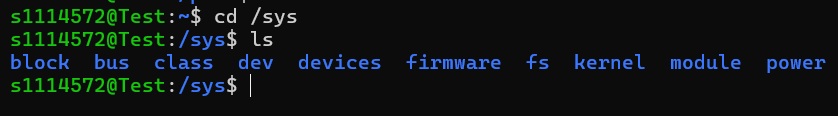 s1114572@Test:~$ cd /sys
s1114572@Test:/sys$ ls
block  bus  class  dev  devices  firmware  fs  kernel  module  power
s1114572@Test:/sys$